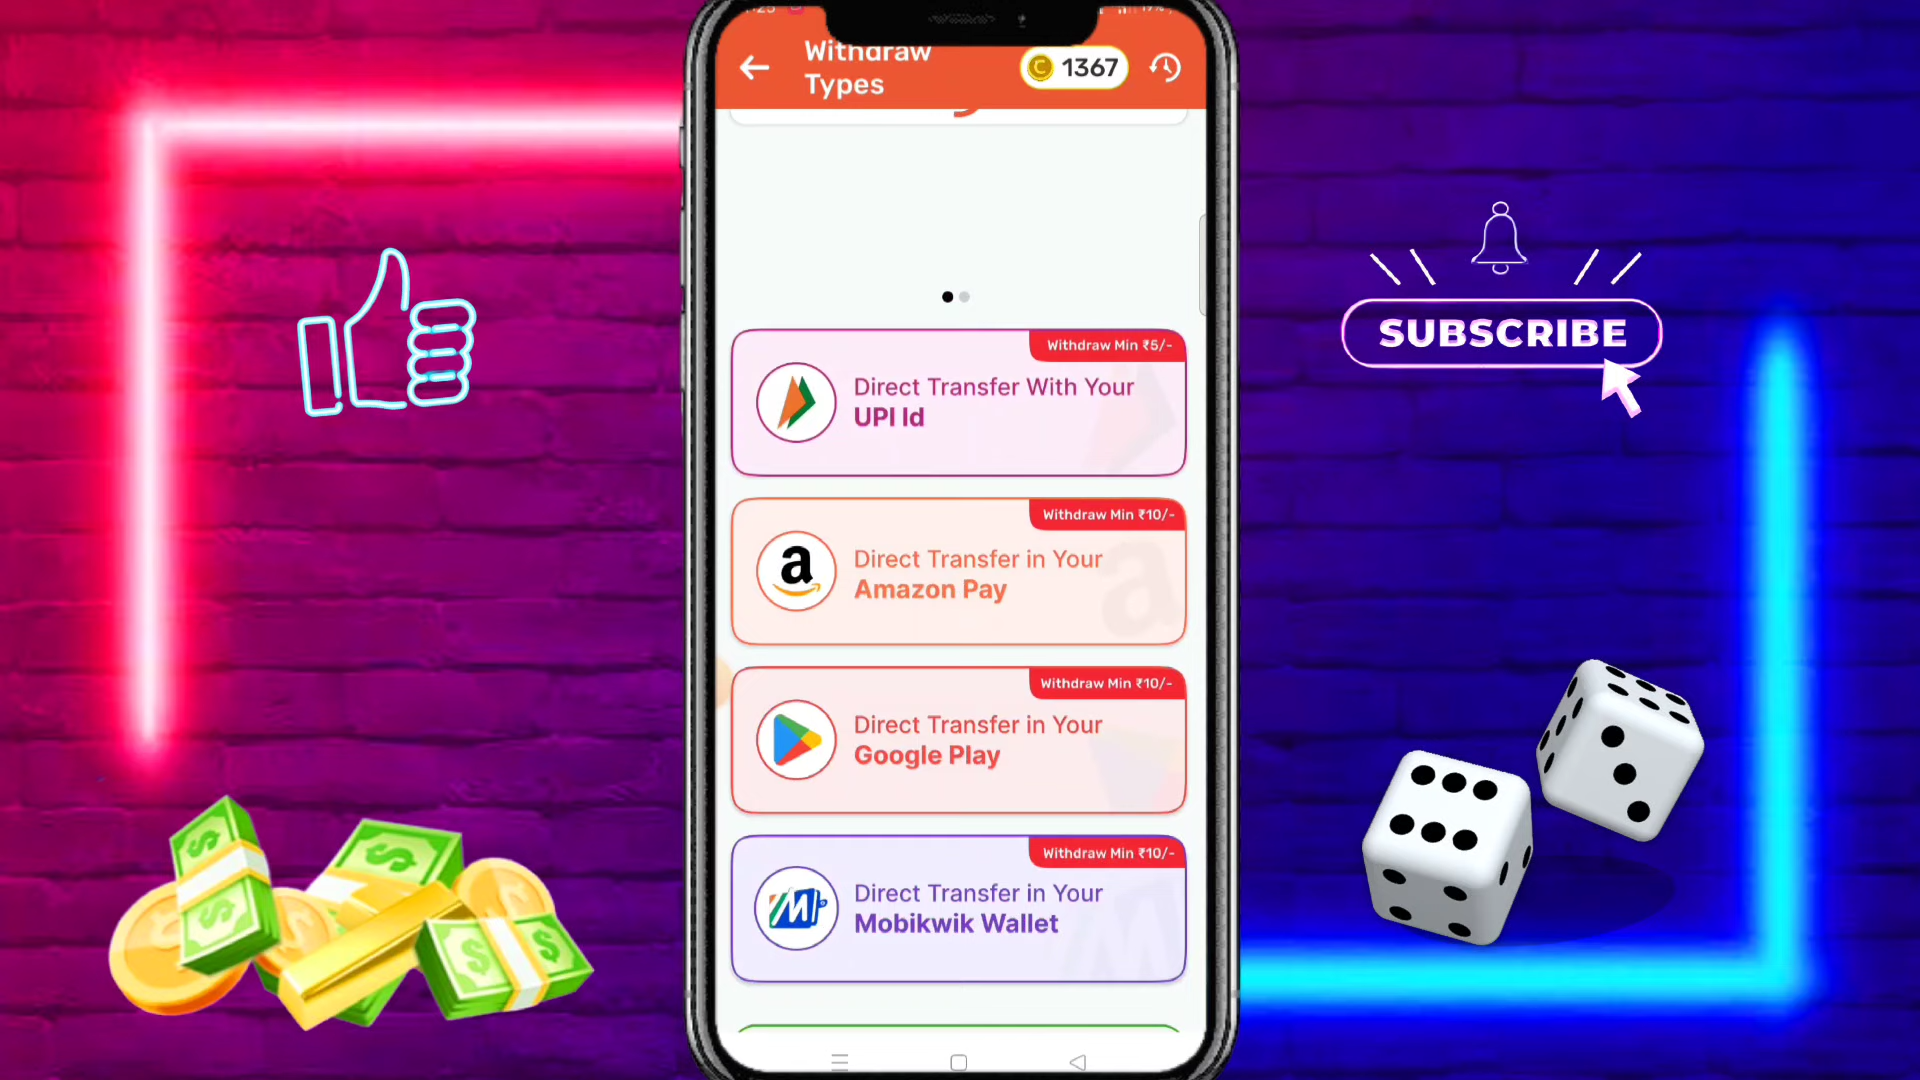 Withdraw
Types
1367
Withdraw Min ₹5/-
Direct Transfer With Your
UPI Id
Withdraw Min ₹10/-
Direct Transfer in Your
Amazon Pay
Withdraw Min ₹10/-
Direct Transfer in Your
Google Play
Withdraw Min ₹10/-
Direct Transfer in Your
Mobikwik Wallet
SUBSCRIBE